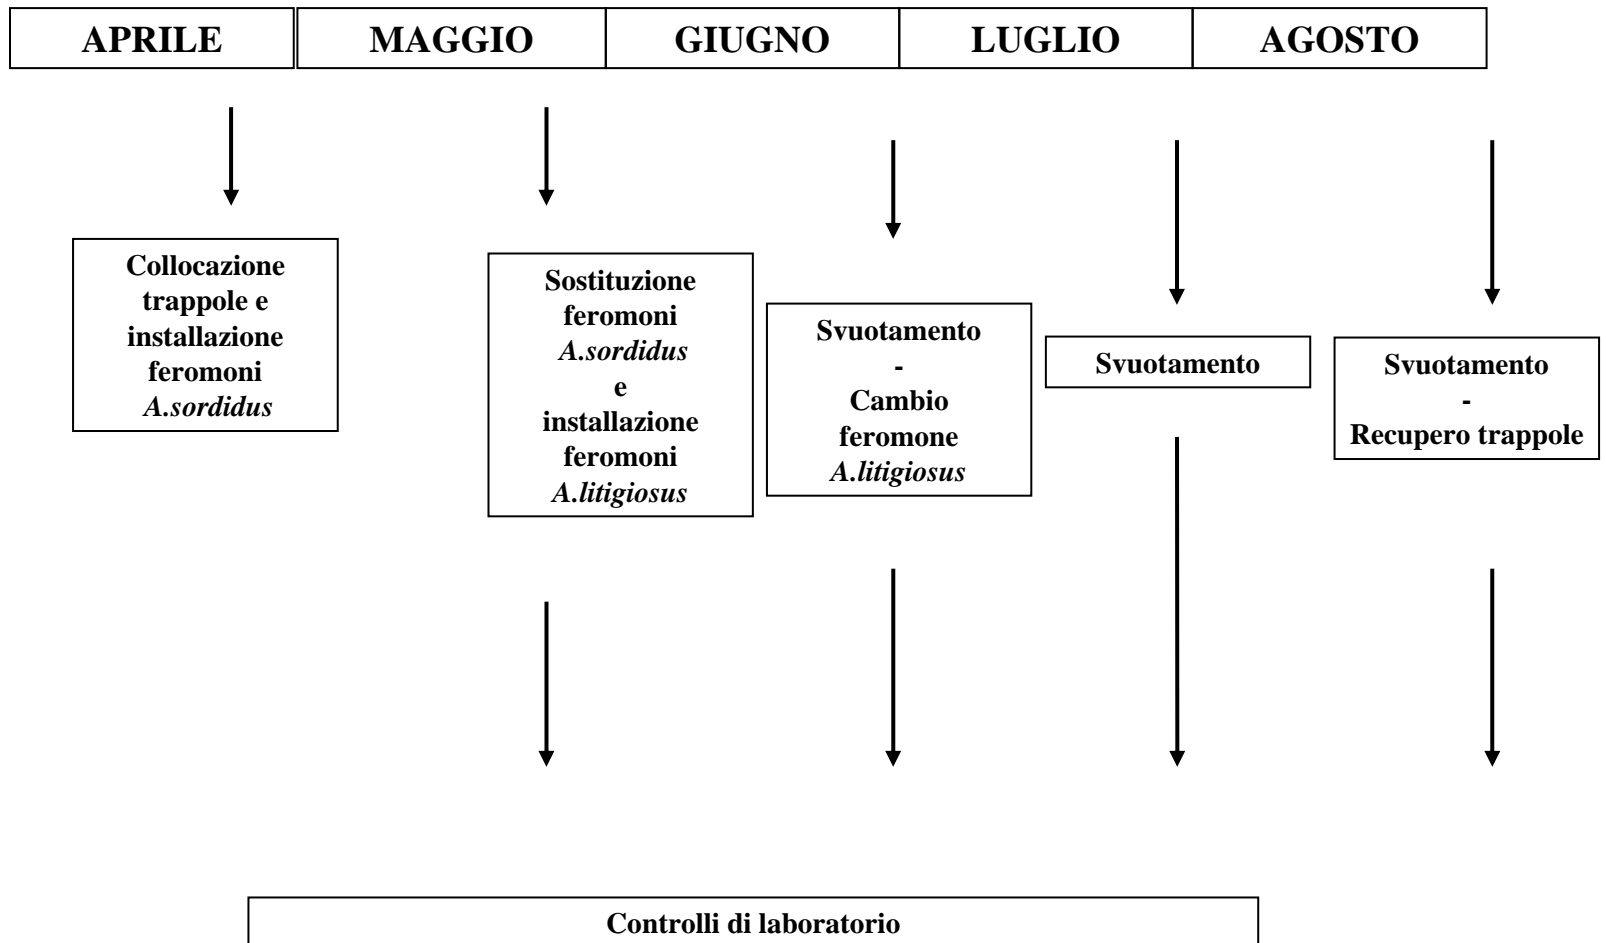 APRILE MAGGIO GIUGNO LUGLIO AGOSTO
Collocazione
trappole e
installazione
feromoni
A.sordidus
Sostituzione
feromoni
A.sordidus
e
installazione
feromoni
A.litigiosus
Svuotamento
-
Cambio
feromone
A.litigiosus
Svuotamento
Svuotamento
-
Recupero trappole
Controlli di laboratorio